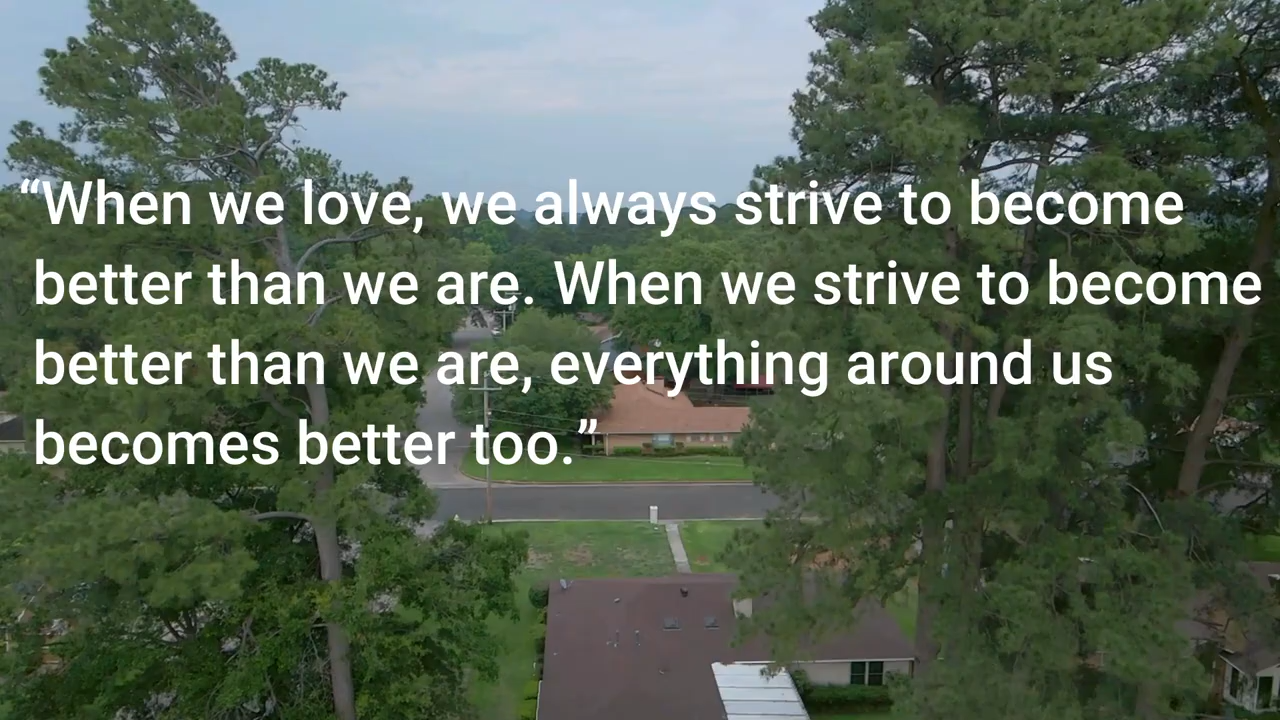 “When we love, we always strive to become
better than we are. When we strive to become
better than we are, everything around us
becomes better too.”